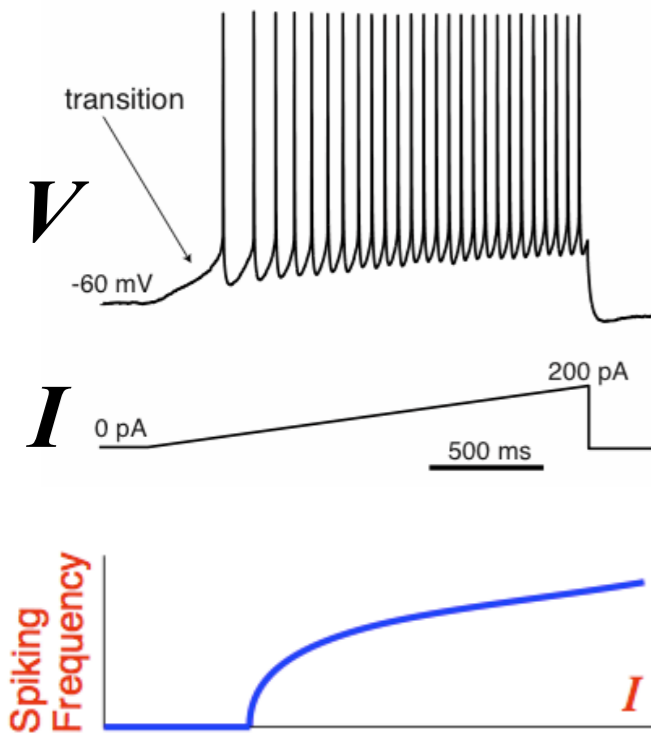 transition
V
-60 mV
I
0 pA
200 pA
500 ms
Spiking
Frequency
I